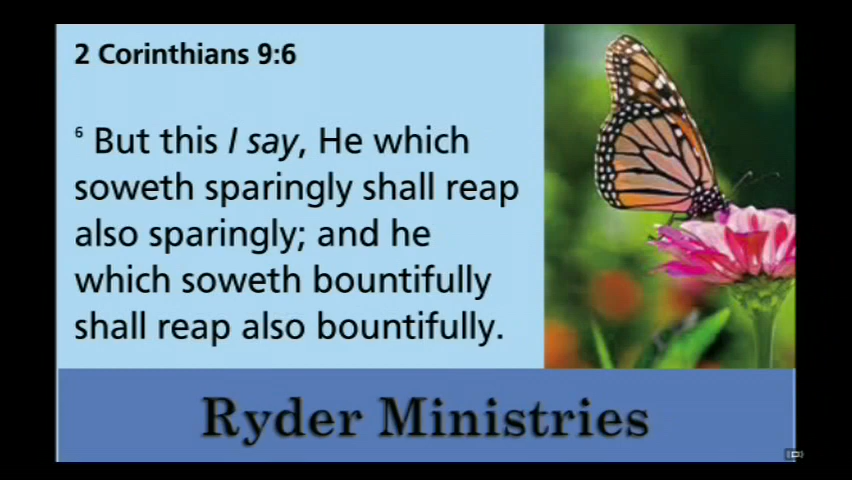 2 Corinthians 9:6
6 But this I say, He which
soweth sparingly shall reap
also sparingly; and he
which soweth bountifully
shall reap also bountifully.
Ryder Ministries